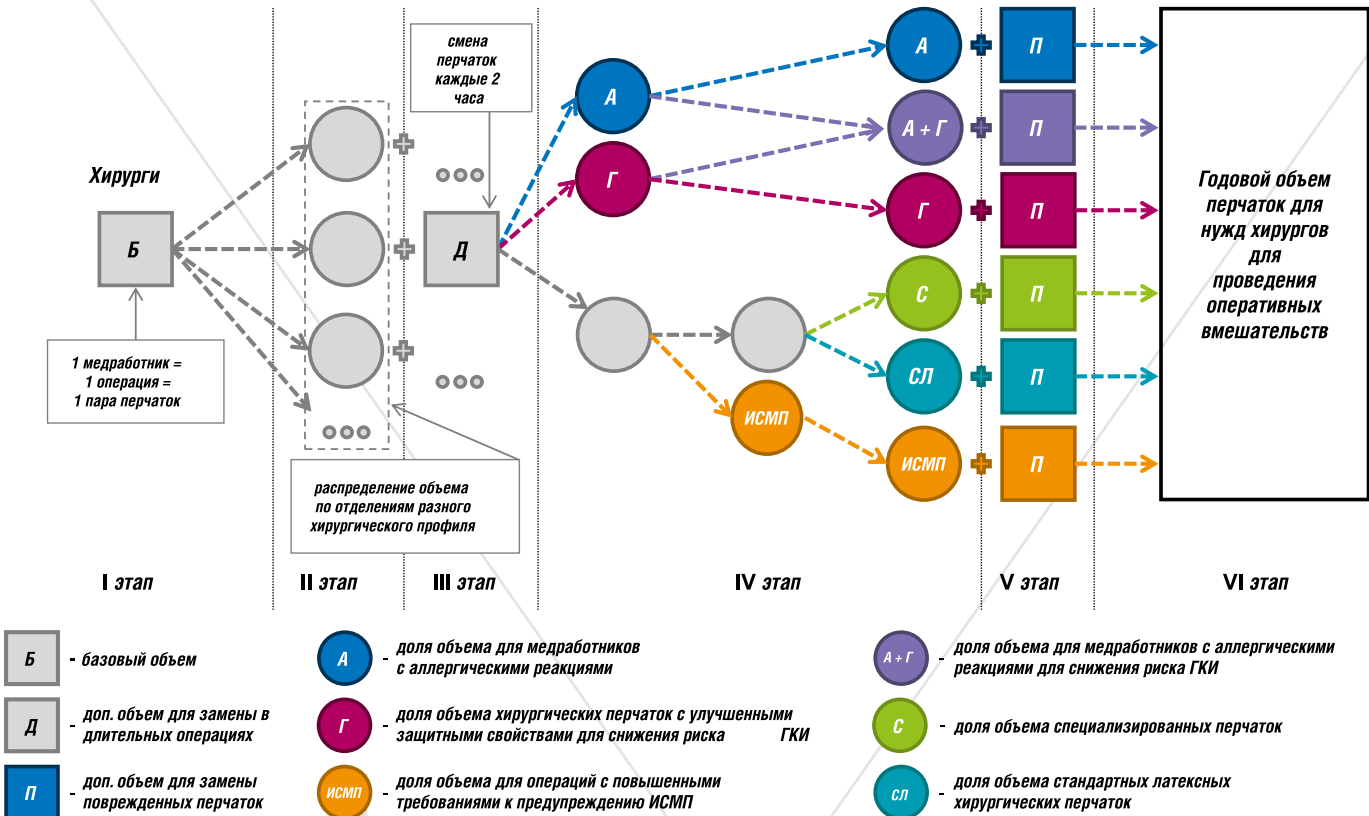 смена
перчаток
каждые 2
часа
Хирурги
Б
1 медработник =
1 операция =
1 пара перчаток
распределение объема
по отделениям разного
хирургического профиля
Д
А
Г
ИСМП
А
П
А + Г
П
Г
П
С
П
СЛ
П
ИСМП
П
Годовой объем
перчаток для
нужд хирургов
для
проведения
оперативных
вмешательств
I этап
II этап
III этап
IV этап
V этап
VI этап
Б
- базовый объем
Д
- доп. объем для замены в
длительных операциях
П
- доп. объем для замены
поврежденных перчаток
А
- доля объема для медработников
с аллергическими реакциями
Г
- доля объема хирургических перчаток с улучшенными
защитными свойствами для снижения риска ГКИ
ИСМП
- доля объема для операций с повышенными
требованиями к предупреждению ИСМП
А + Г
- доля объема для медработников с аллергическими
реакциями для снижения риска ГКИ
С
- доля объема специализированных перчаток
СЛ
- доля объема стандартных латексных
хирургических перчаток